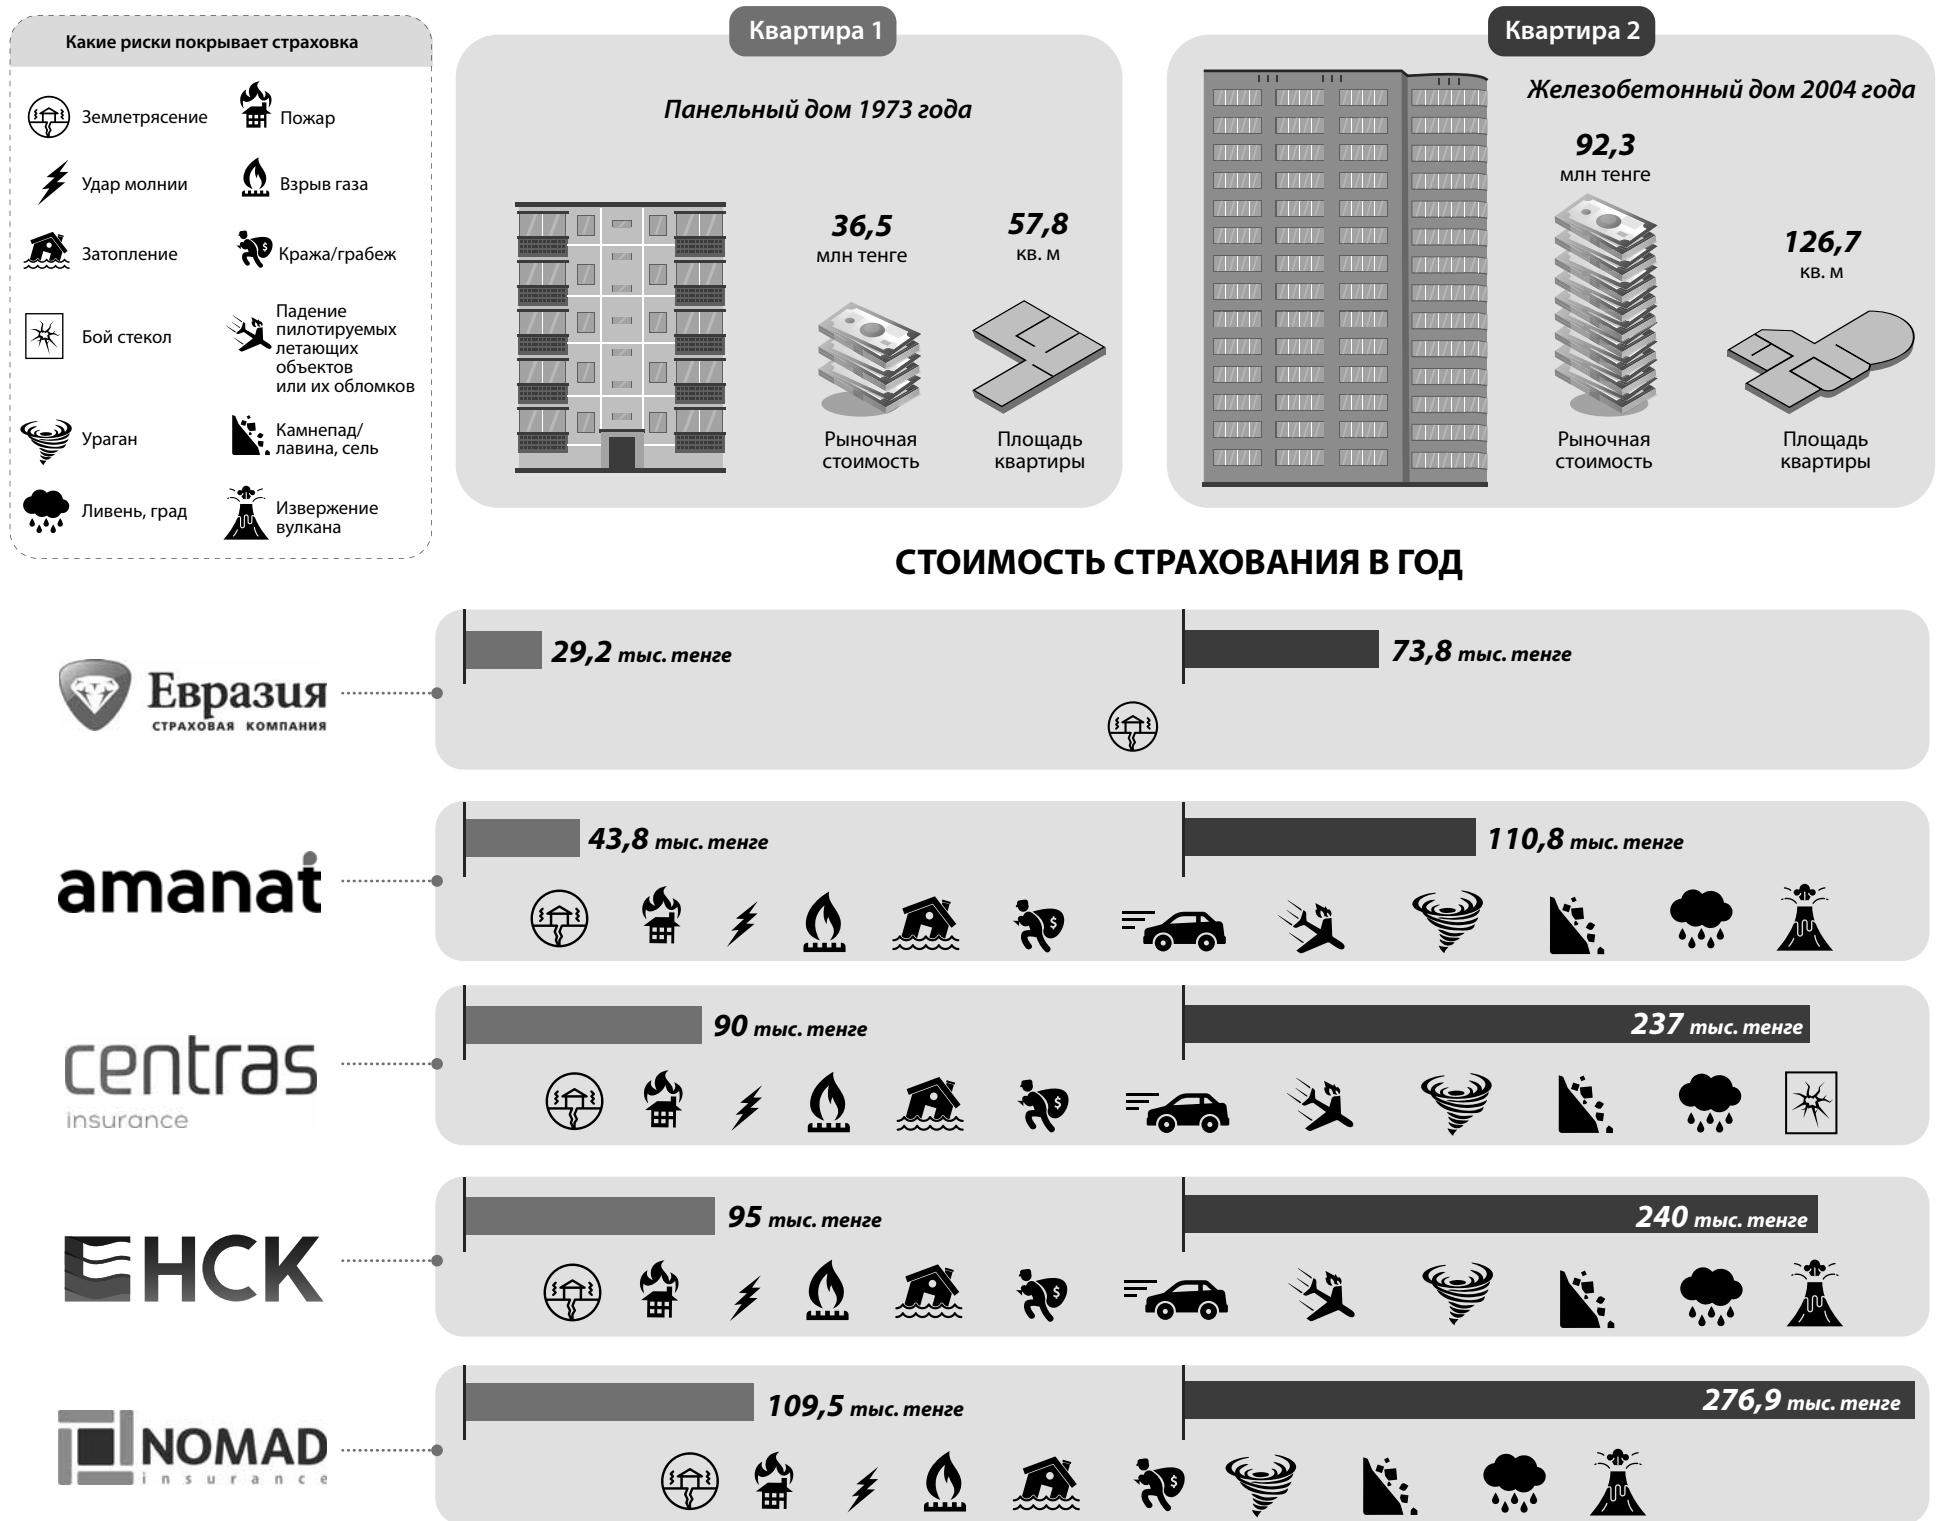 Какие риски покрывает страховка
Землетрясение
Пожар
Удар молнии
Взрыв газа
Затопление
Кража/грабеж
Бой стекол
Падение
пилотируемых
летающих
объектов
или их обломков
Ураган
Камнепад/
лавина, сель
Ливень, град
Извержение
вулкана
Квартира 1
Панельный дом 1973 года
36,5
млн тенге
57,8
кв. м
Рыночная
стоимость
Площадь
квартиры
Квартира 2
Железобетонный дом 2004 года
92,3
млн тенге
126,7
кв. м
Рыночная
стоимость
Площадь
квартиры
СТОИМОСТЬ СТРАХОВАНИЯ В ГОД
Евразия
СТРАХОВАЯ КОМПАНИЯ
29,2 тыс. тенге
73,8 тыс. тенге
amanat
43,8 тыс. тенге
110,8 тыс. тенге
centras
insurance
90 тыс. тенге
237 тыс. тенге
НСК
95 тыс. тенге
240 тыс. тенге
NOMAD
insurance
109,5 тыс. тенге
276,9 тыс. тенге